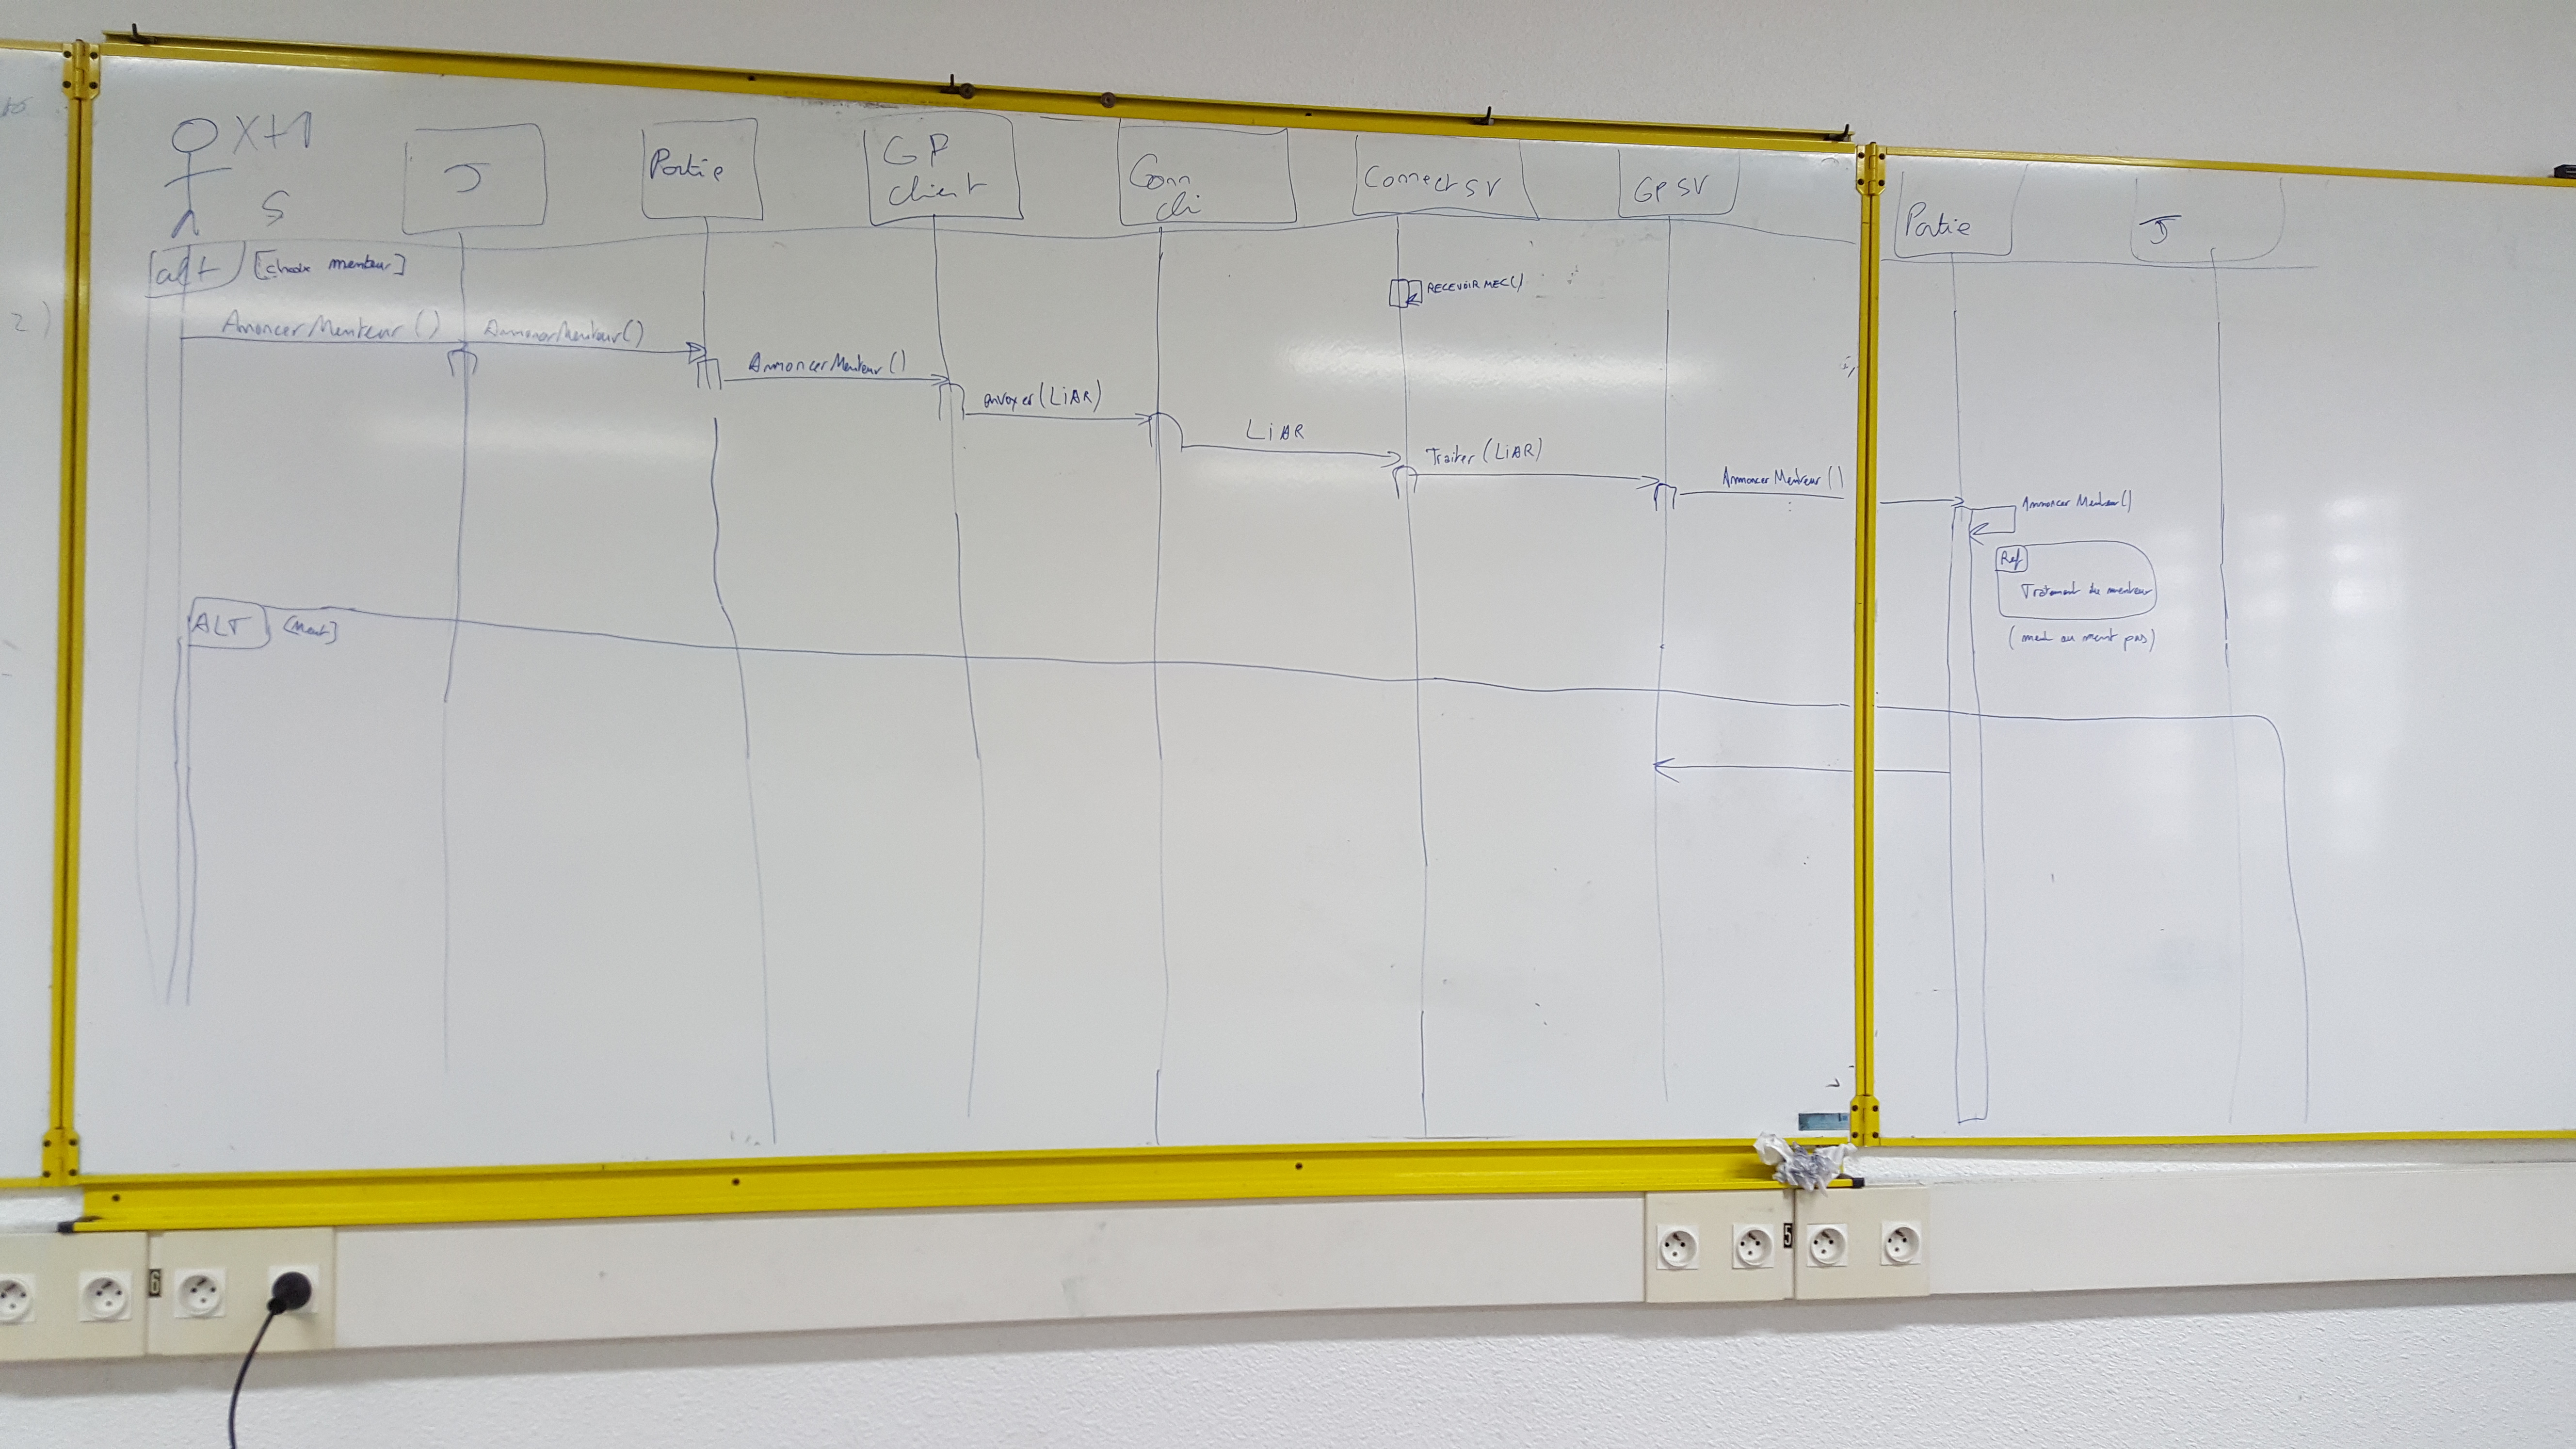 X+1
S
J
Partie
GP
client
Conn
cli
Connect sv
GP SV
Partie
J
alt [choix menteur]
RECEVOIR MEC()
2)
AnnoncerMenteur()
AnnoncerMenteur()
AnnoncerMenteur()
envoyer(LiAR)
LiAR
Traiter (LiAR)
AnnoncerMenteur()
AnnoncerMenteur()
Ref
Traitement du menteur
(ment ou ment pas)
ALT [Ment]
6
5